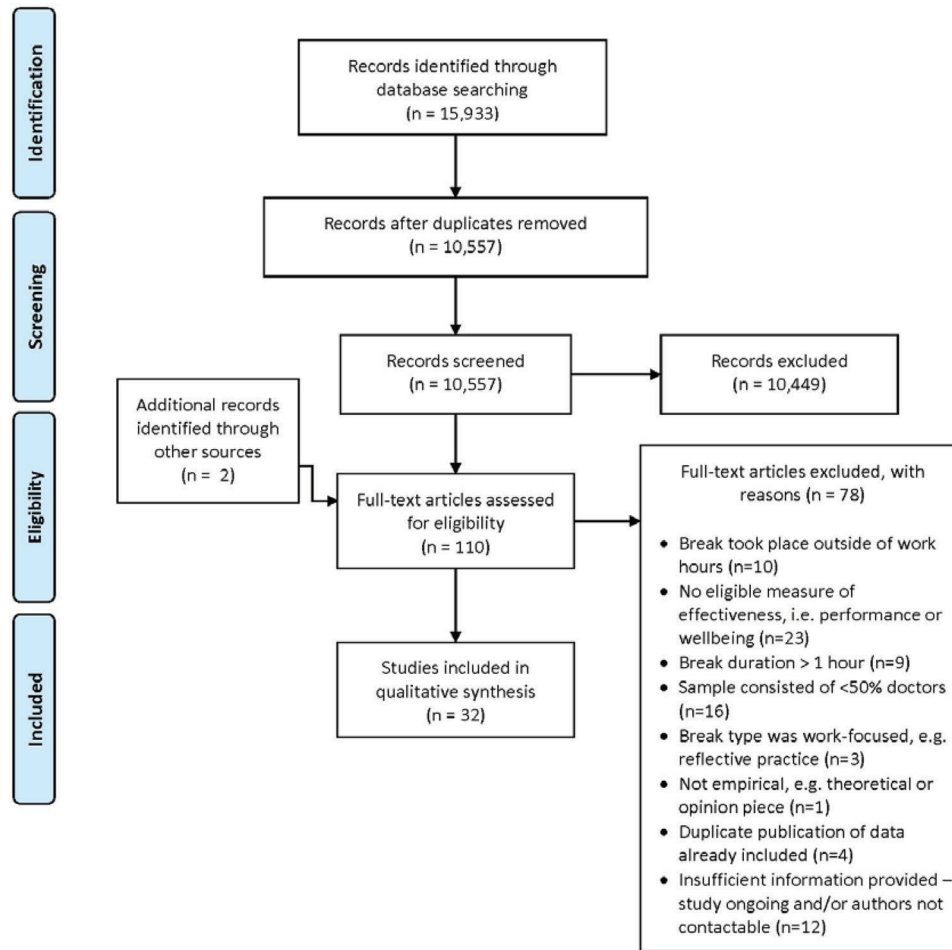 Identification
Records identified through
database searching
(n = 15,933)
Records after duplicates removed
(n = 10,557)
Screening
Records screened
(n = 10,557)
Records excluded
(n = 10,449)
Additional records
identified through
other sources
(n = 2)
Eligibility
Full-text articles assessed
for eligibility
(n = 110)
Full-text articles excluded, with
reasons (n = 78)
• Break took place outside of work
hours (n=10)
• No eligible measure of
effectiveness, i.e. performance or
wellbeing (n=23)
• Break duration > 1 hour (n=9)
• Sample consisted of <50% doctors
(n=16)
• Break type was work-focused, e.g.
reflective practice (n=3)
• Not empirical, e.g. theoretical or
opinion piece (n=1)
• Duplicate publication of data
already included (n=4)
• Insufficient information provided –
study ongoing and/or authors not
contactable (n=12)
Included
Studies included in
qualitative synthesis
(n = 32)